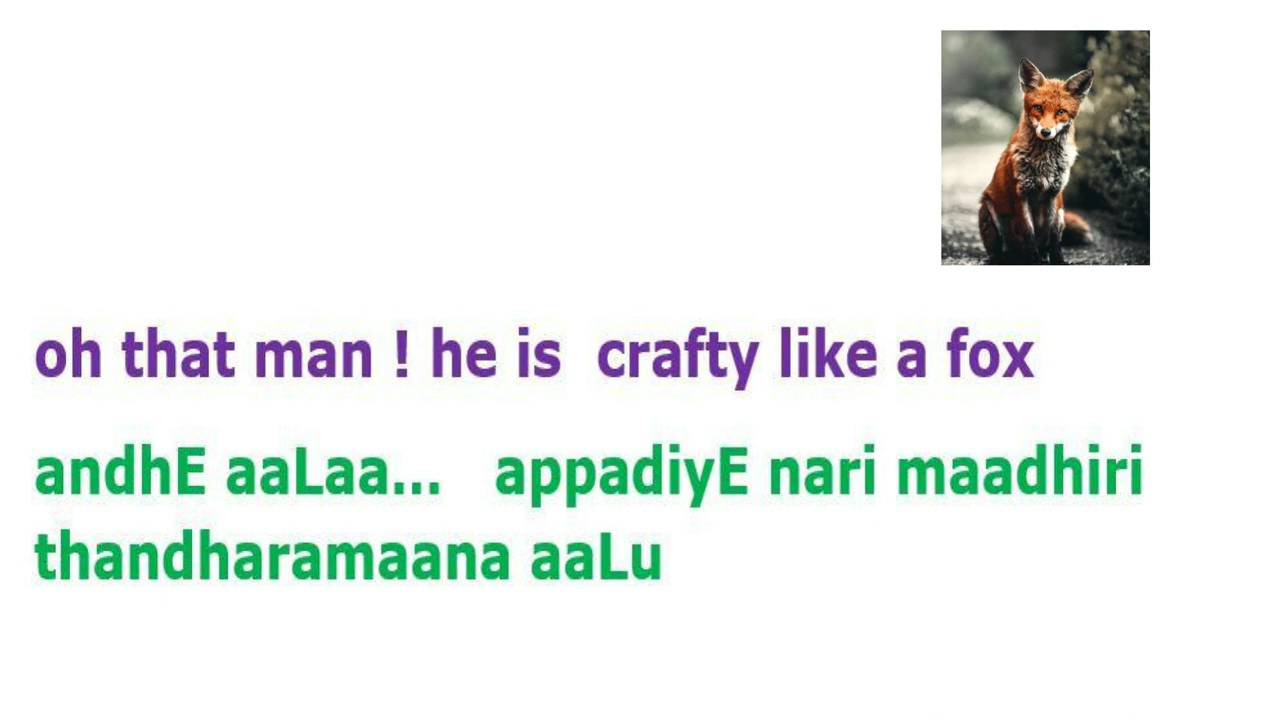 oh that man ! he is  crafty like a fox
andhE aaLaa...   appadiyE nari maadhiri
thandharamaana aaLu